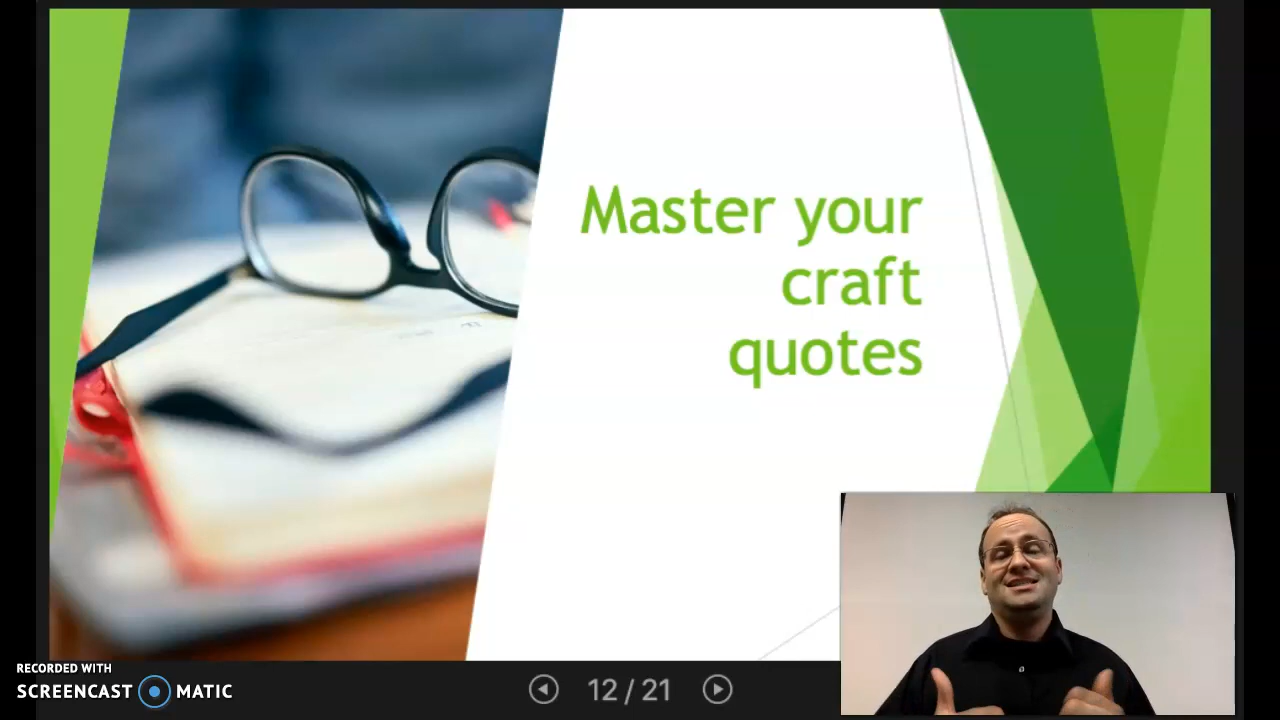 Master your
craft
quotes
RECORDED WITH
SCREENCAST MATIC
12 / 21